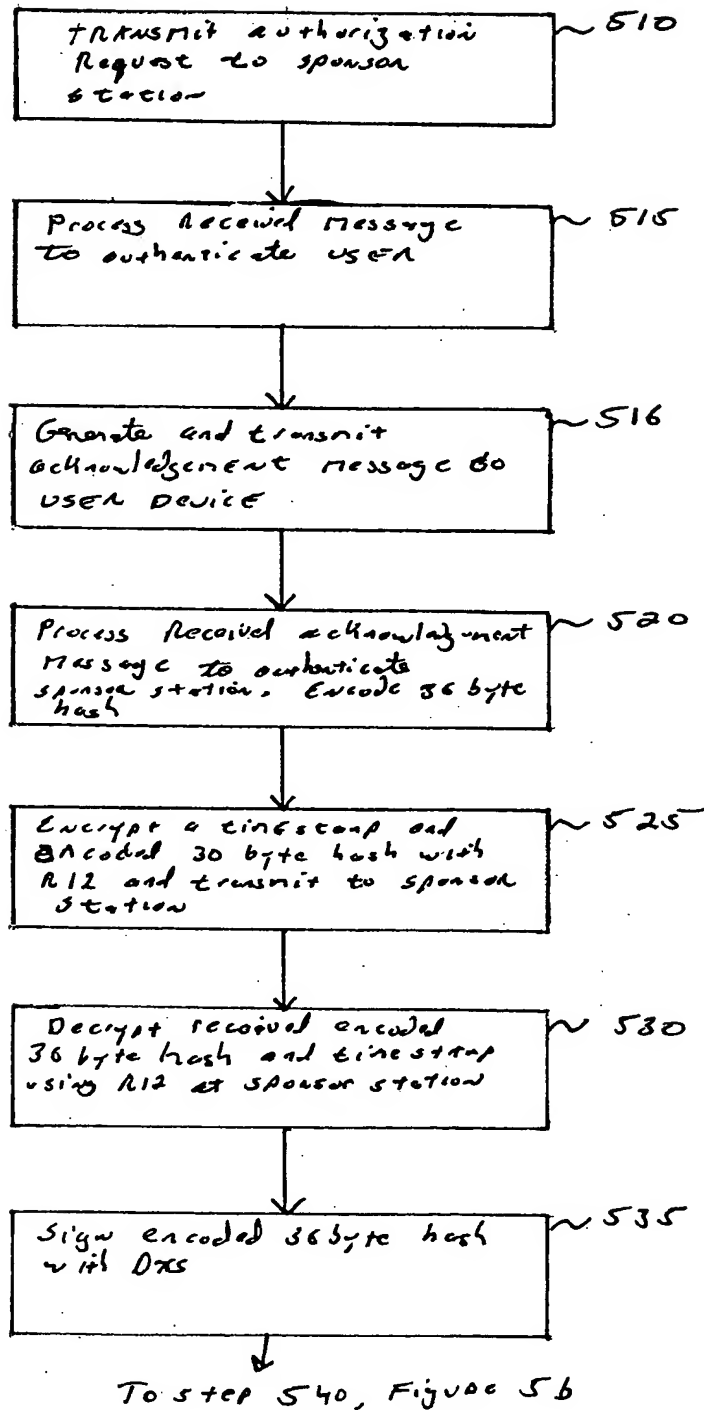 TRANSMIT authorization
Request to sponsor
station
510
Process Received Message
to authenticate USER
515
Generate and transmit
acknowledgement Message to
USER DEVICE
516
Process Received acknowledgment
Message to authenticate
sponsor station. Encode 36 byte
hash
520
Encrypt a timestamp and
encoded 30 byte hash with
R12 and transmit to sponsor
station
525
Decrypt received encoded
36 byte hash and timestamp
using R12 at sponsor station
530
Sign encoded 36 byte hash
with DXS
535
To step 540, Figure 5b